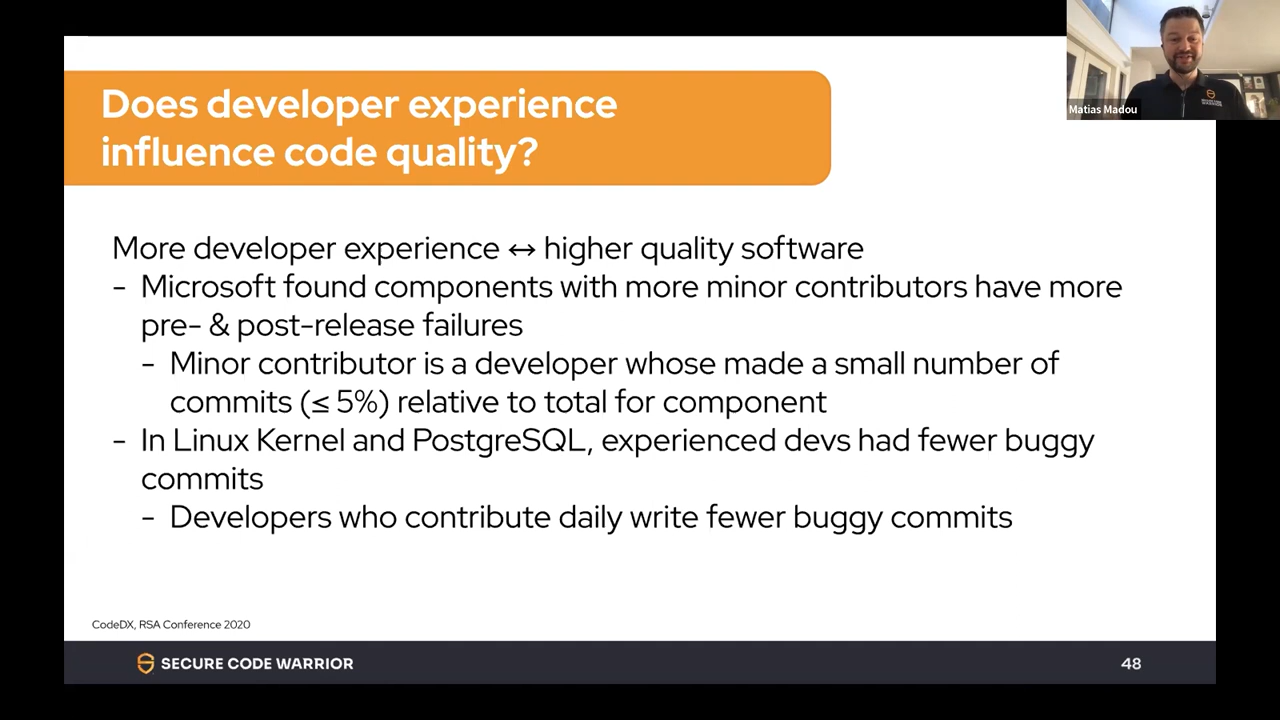 Does developer experience
influence code quality?
Matias Madou
More developer experience ↔ higher quality software
- Microsoft found components with more minor contributors have more
pre- & post-release failures
- Minor contributor is a developer whose made a small number of
commits (≤ 5%) relative to total for component
- In Linux Kernel and PostgreSQL, experienced devs had fewer buggy
commits
- Developers who contribute daily write fewer buggy commits
CodeDX, RSA Conference 2020
SECURE CODE WARRIOR
48